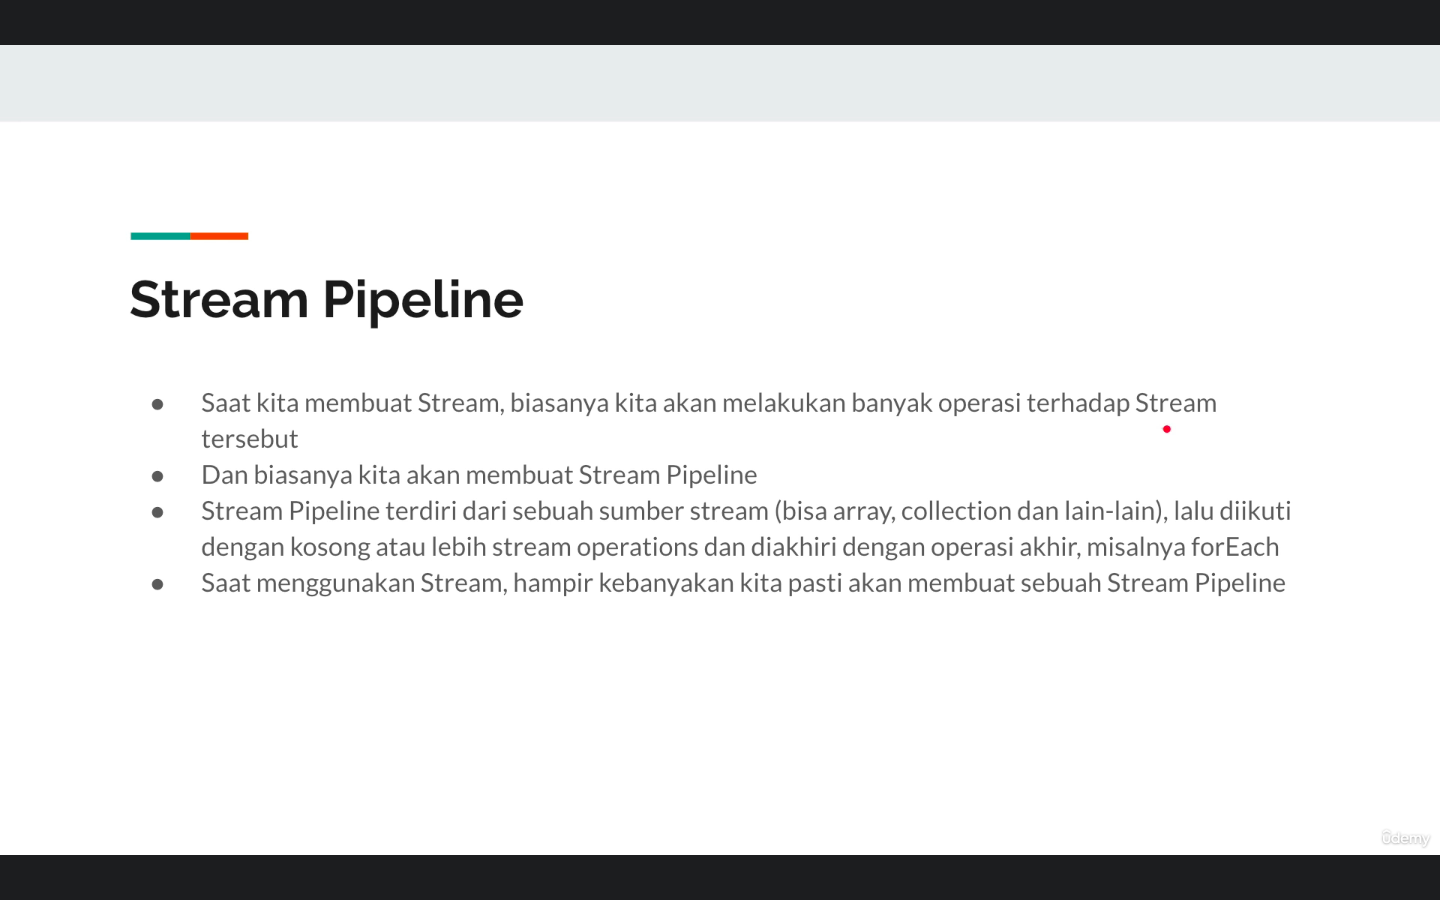 Stream Pipeline
● Saat kita membuat Stream, biasanya kita akan melakukan banyak operasi terhadap Stream
tersebut
● Dan biasanya kita akan membuat Stream Pipeline
● Stream Pipeline terdiri dari sebuah sumber stream (bisa array, collection dan lain-lain), lalu diikuti
dengan kosong atau lebih stream operations dan diakhiri dengan operasi akhir, misalnya forEach
● Saat menggunakan Stream, hampir kebanyakan kita pasti akan membuat sebuah Stream Pipeline
ûdemy